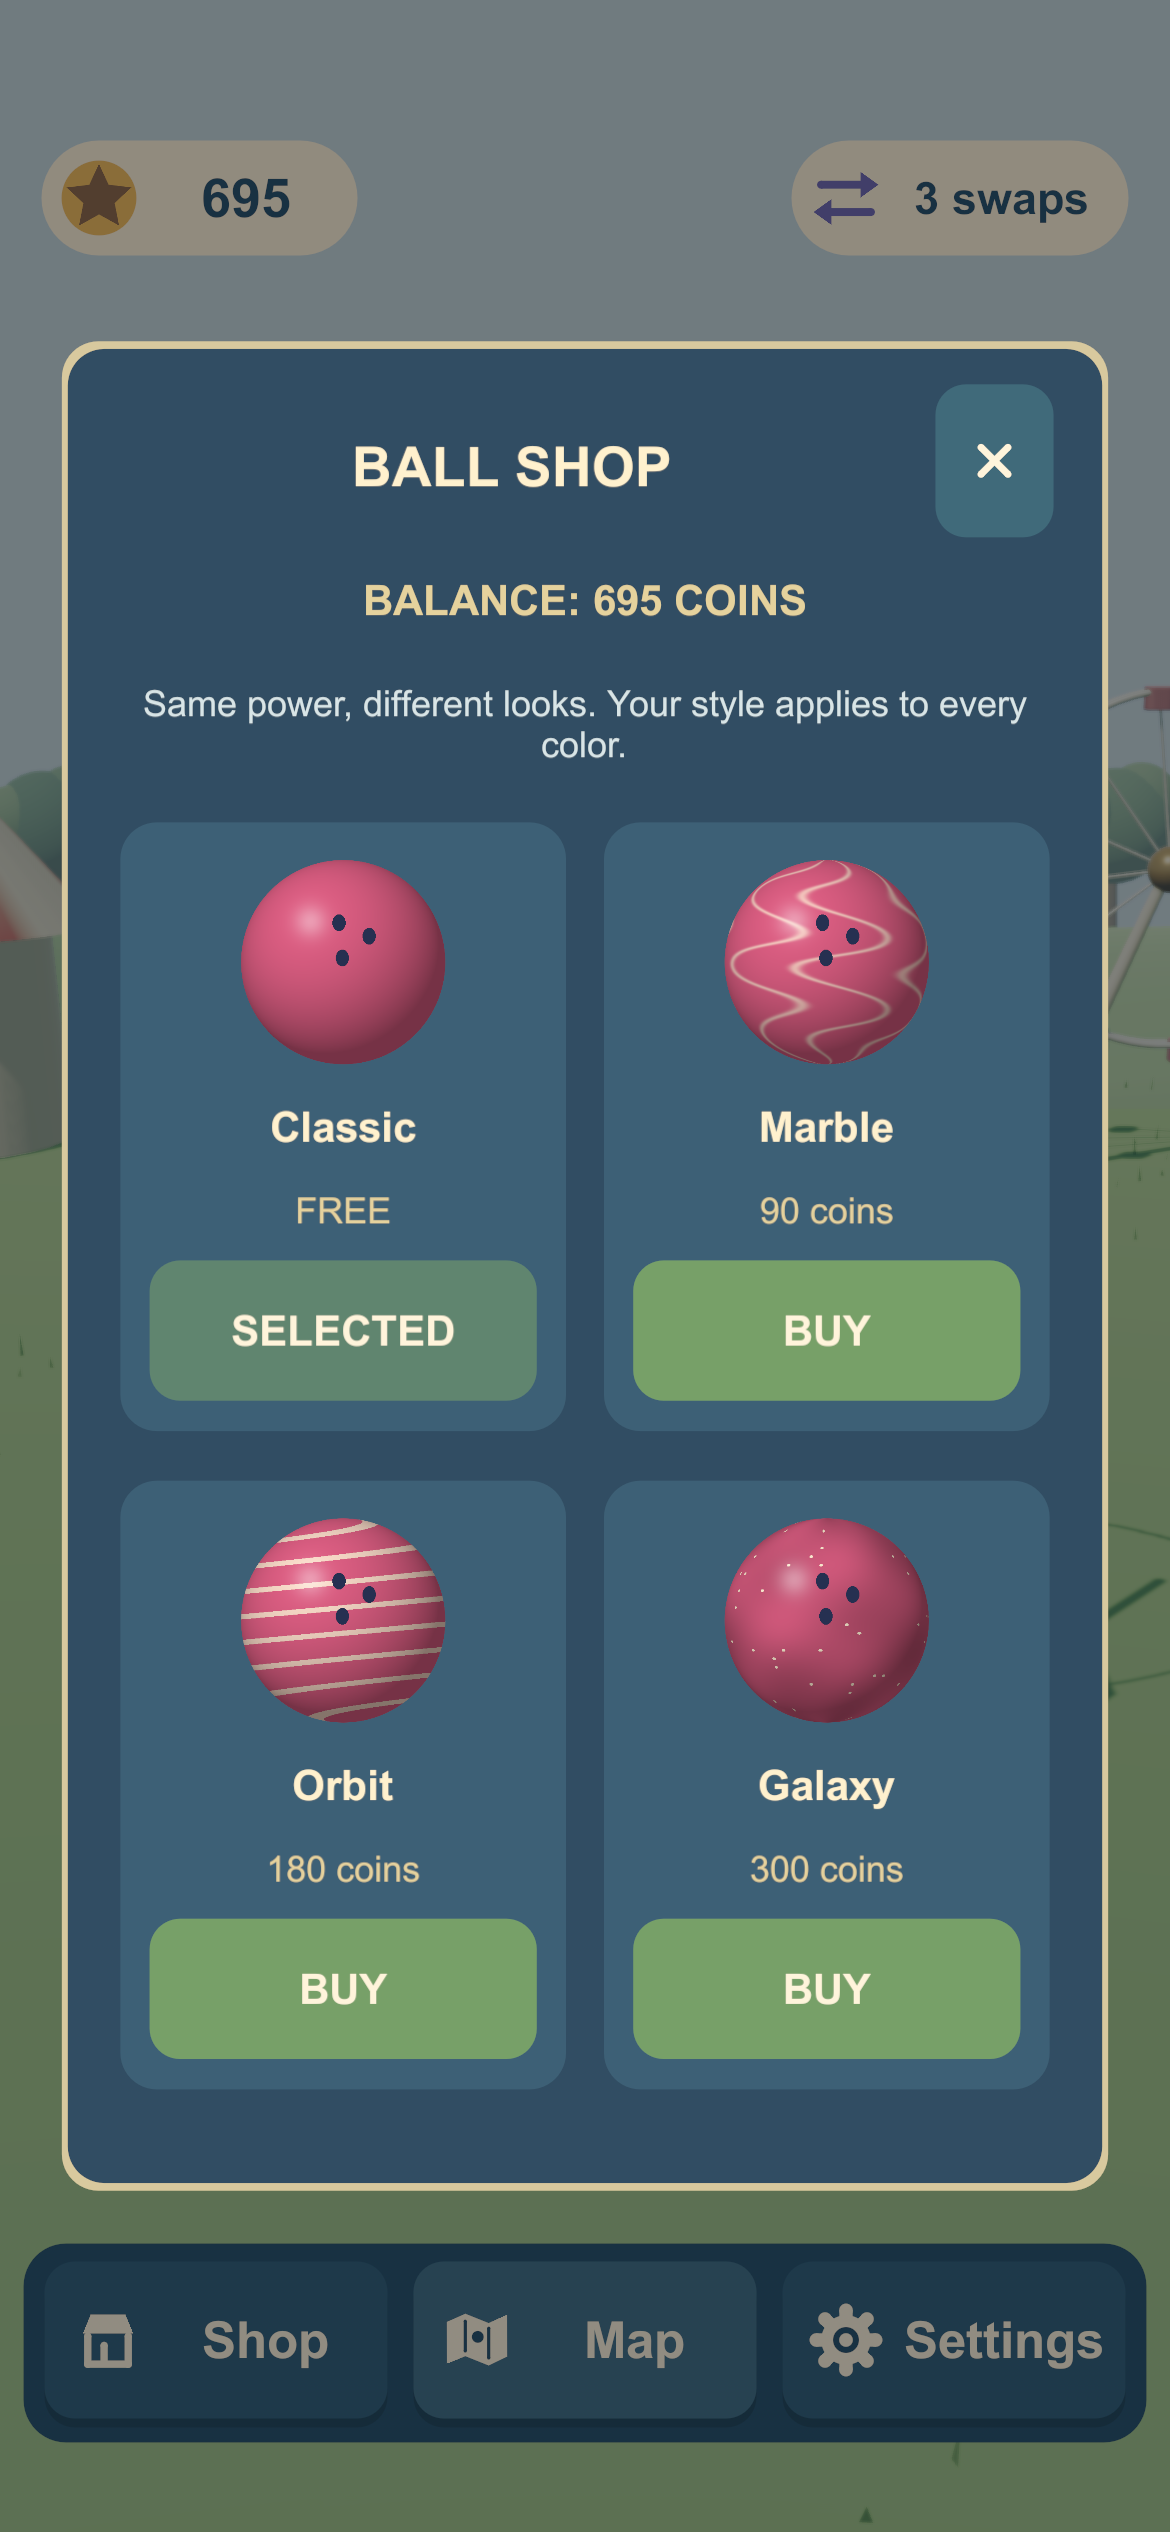 695
3 swaps
BALL SHOP
BALANCE: 695 COINS
Same power, different looks. Your style applies to every
color.
Classic
FREE
SELECTED
Marble
90 coins
BUY
Orbit
180 coins
BUY
Galaxy
300 coins
BUY
Shop
Map
Settings